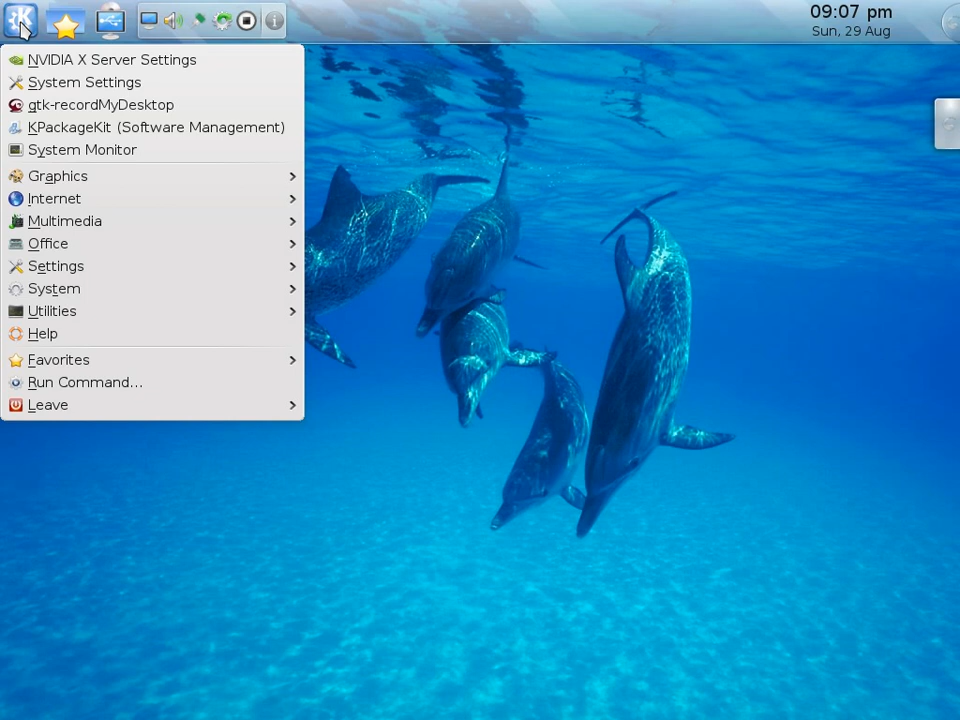 09:07 pm
Sun, 29 Aug
NVIDIA X Server Settings
System Settings
gtk-recordMyDesktop
KPackageKit (Software Management)
System Monitor
Graphics
Internet
Multimedia
Office
Settings
System
Utilities
Help
Favorites
Run Command...
Leave